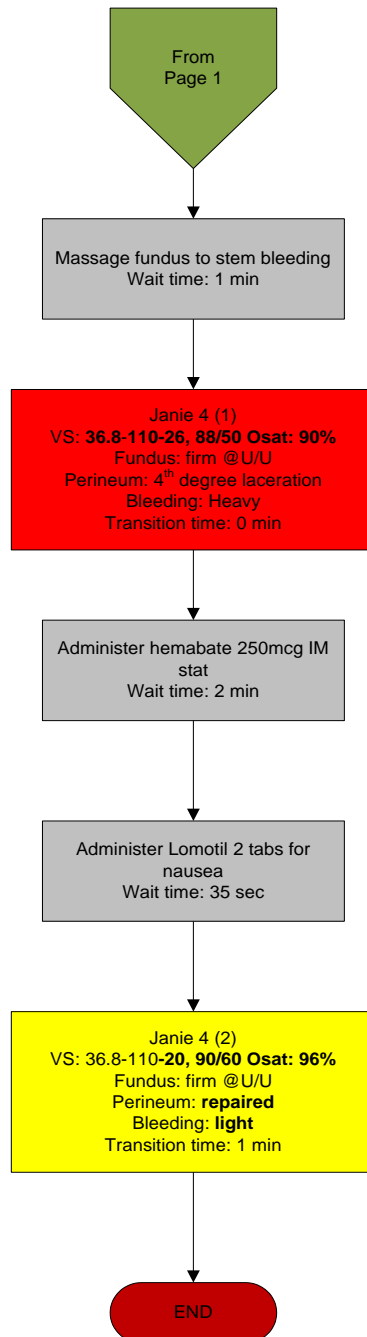 From
Page 1
Massage fundus to stem bleeding
Wait time: 1 min
Janie 4 (1)
VS: 36.8-110-26, 88/50 Osat: 90%
Fundus: firm @U/U
Perineum: 4th degree laceration
Bleeding: Heavy
Transition time: 0 min
Administer hemabate 250mcg IM
stat
Wait time: 2 min
Administer Lomotil 2 tabs for
nausea
Wait time: 35 sec
Janie 4 (2)
VS: 36.8-110-20, 90/60 Osat: 96%
Fundus: firm @U/U
Perineum: repaired
Bleeding: light
Transition time: 1 min
END